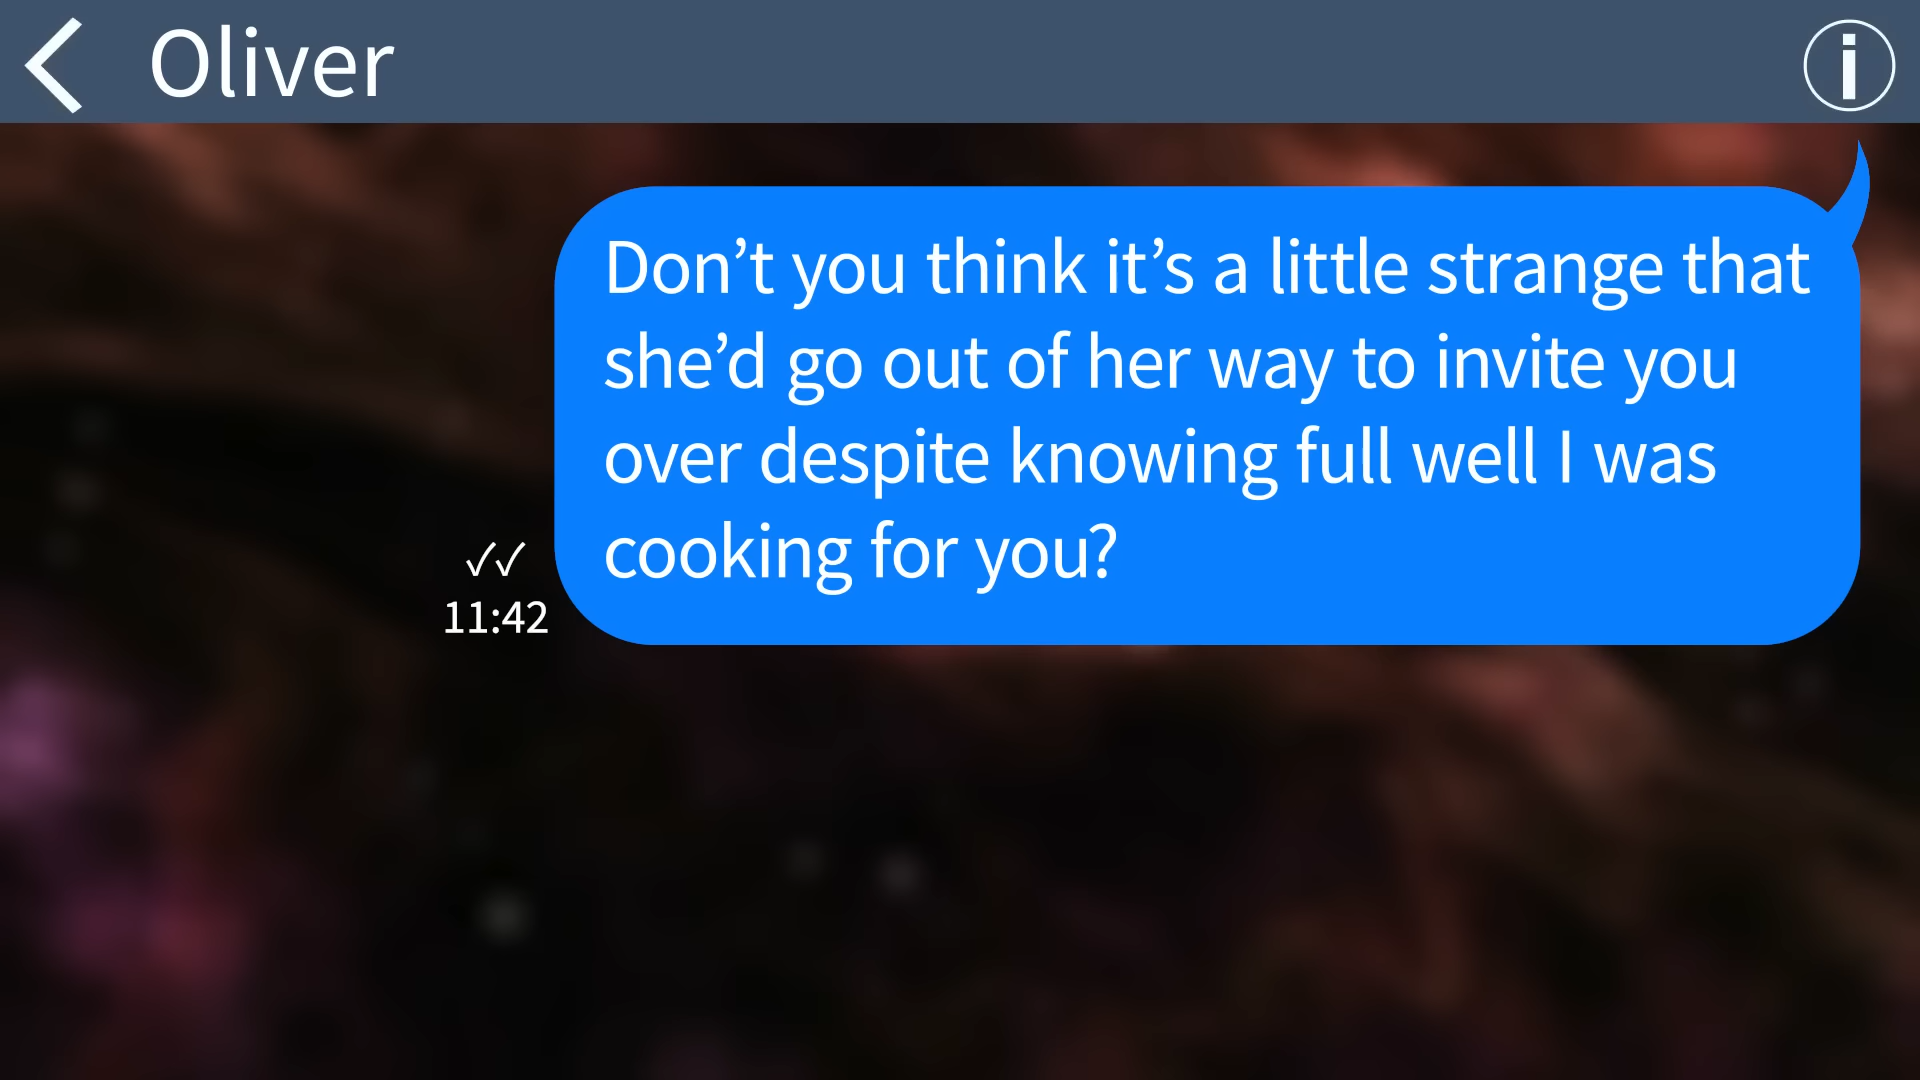 Oliver
Don’t you think it’s a little strange that
she’d go out of her way to invite you
over despite knowing full well I was
cooking for you?
✓✓
11:42